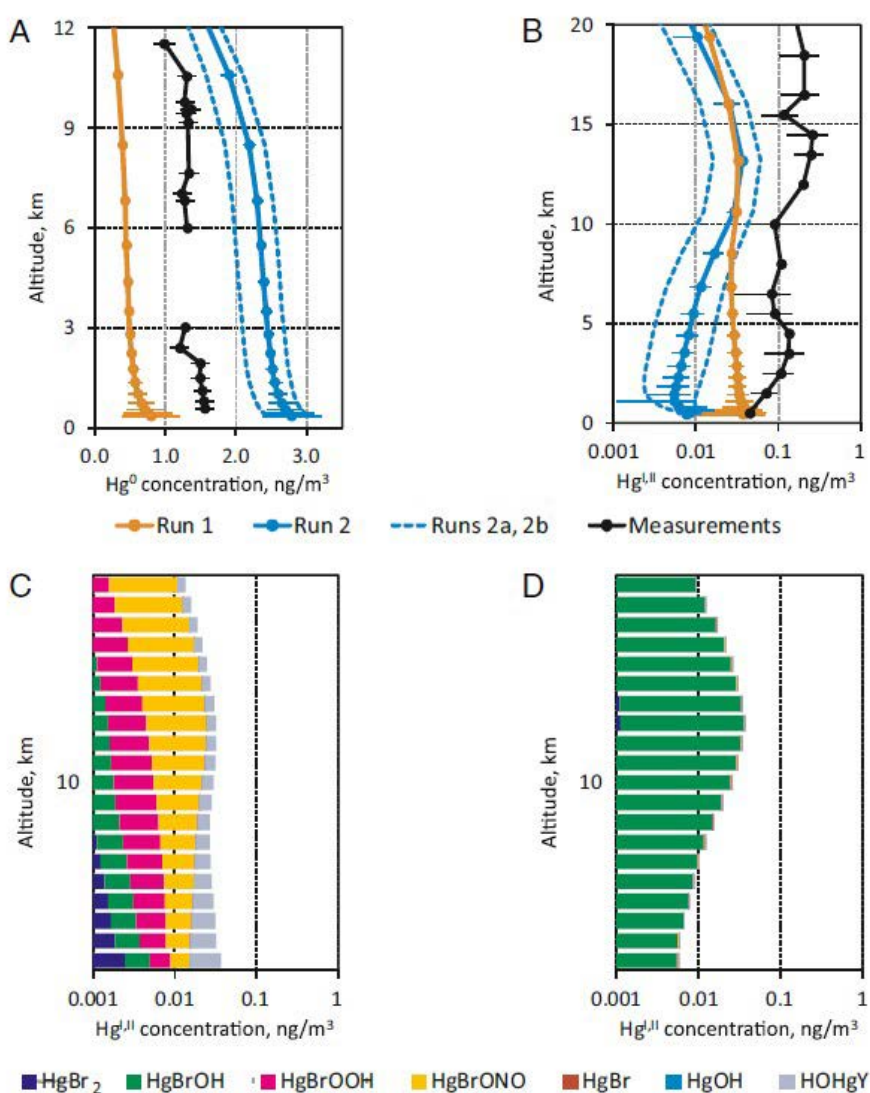 A
B
12
9
6
3
0
Altitude, km
0.0
1.0
2.0
3.0
Hg⁰ concentration, ng/m³
20
15
10
5
0
Altitude, km
0.001
0.01
0.1
1
Hgᴵ,ᴵᴵ concentration, ng/m³
Run 1 Run 2 Runs 2a, 2b Measurements
C
D
Altitude, km
10
0.001
0.01
0.1
1
Hgᴵ,ᴵᴵ concentration, ng/m³
Altitude, km
10
0.001
0.01
0.1
1
Hgᴵ,ᴵᴵ concentration, ng/m³
HgBr₂ HgBrOH HgBrOOH HgBrONO HgBr HgOH HOHgY